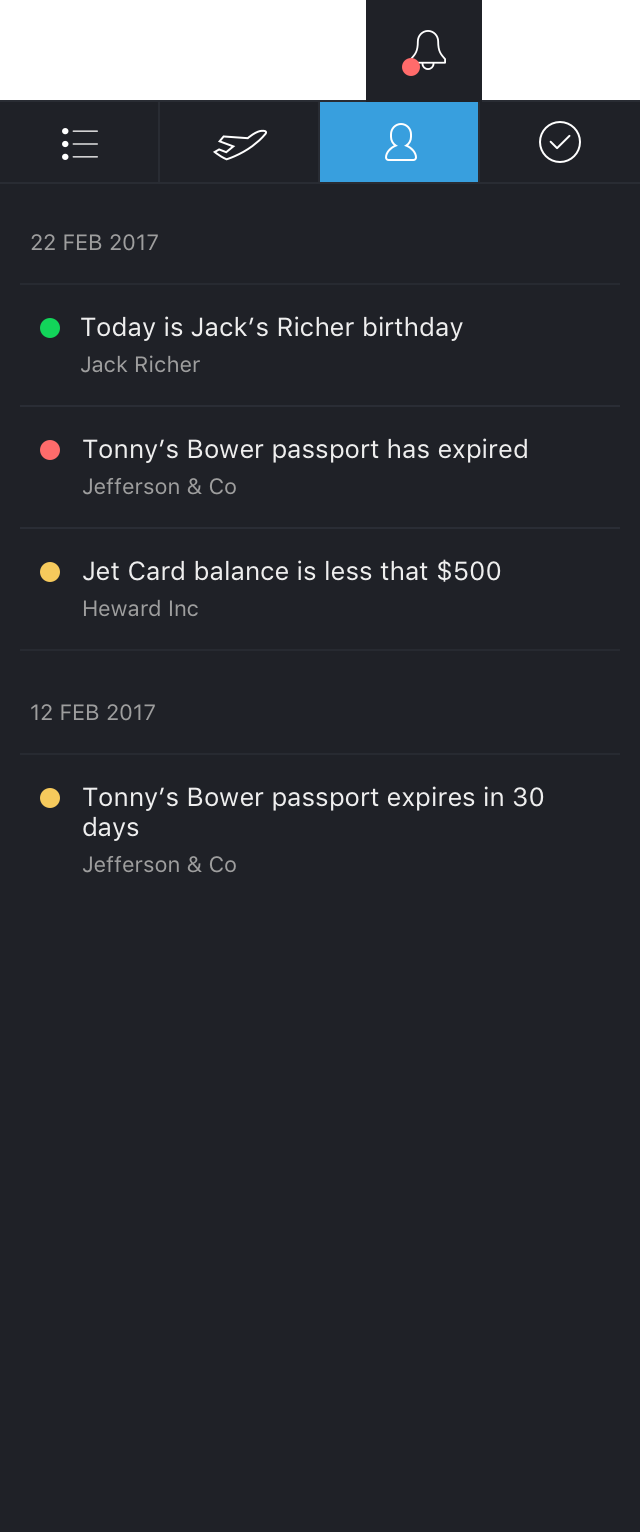 22 FEB 2017
Today is Jack’s Richer birthday
Jack Richer
Tonny’s Bower passport has expired
Jefferson & Co
Jet Card balance is less that $500
Heward Inc
12 FEB 2017
Tonny’s Bower passport expires in 30
days
Jefferson & Co